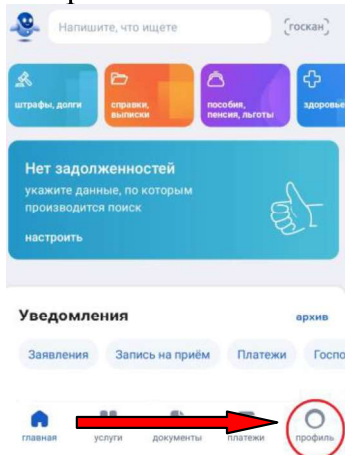 Напишите, что ищете
госкан
штрафы, долги
справки, выписки
пособия, пенсия, льготы
здоровье
Нет задолженностей
укажите данные, по которым
производится поиск
настроить
Уведомления
архив
Заявления
Запись на приём
Платежи
Госпо
главная
услуги
документы
платежи
профиль